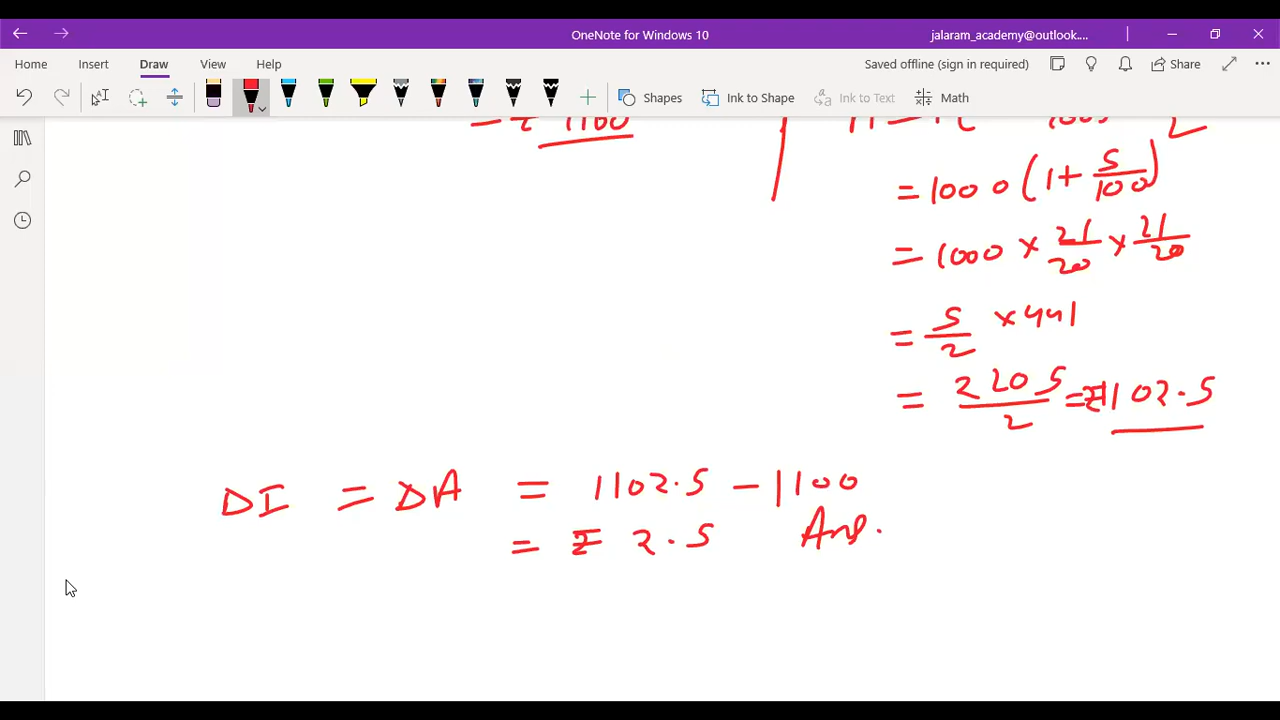 OneNote for Windows 10
jalaram_academy@outlook....
Home Insert Draw View Help
Saved offline (sign in required)
Share
Shapes
Ink to Shape
Ink to Text
Math
= ₹ 1100
= 1000 (1 + 5/100)
= 1000 × 21/20 × 21/20
= 5/2 × 441
= 2205/2 = ₹1102.5
DI = DA = 1102.5 - 1100
= ₹ 2.5 Ans.